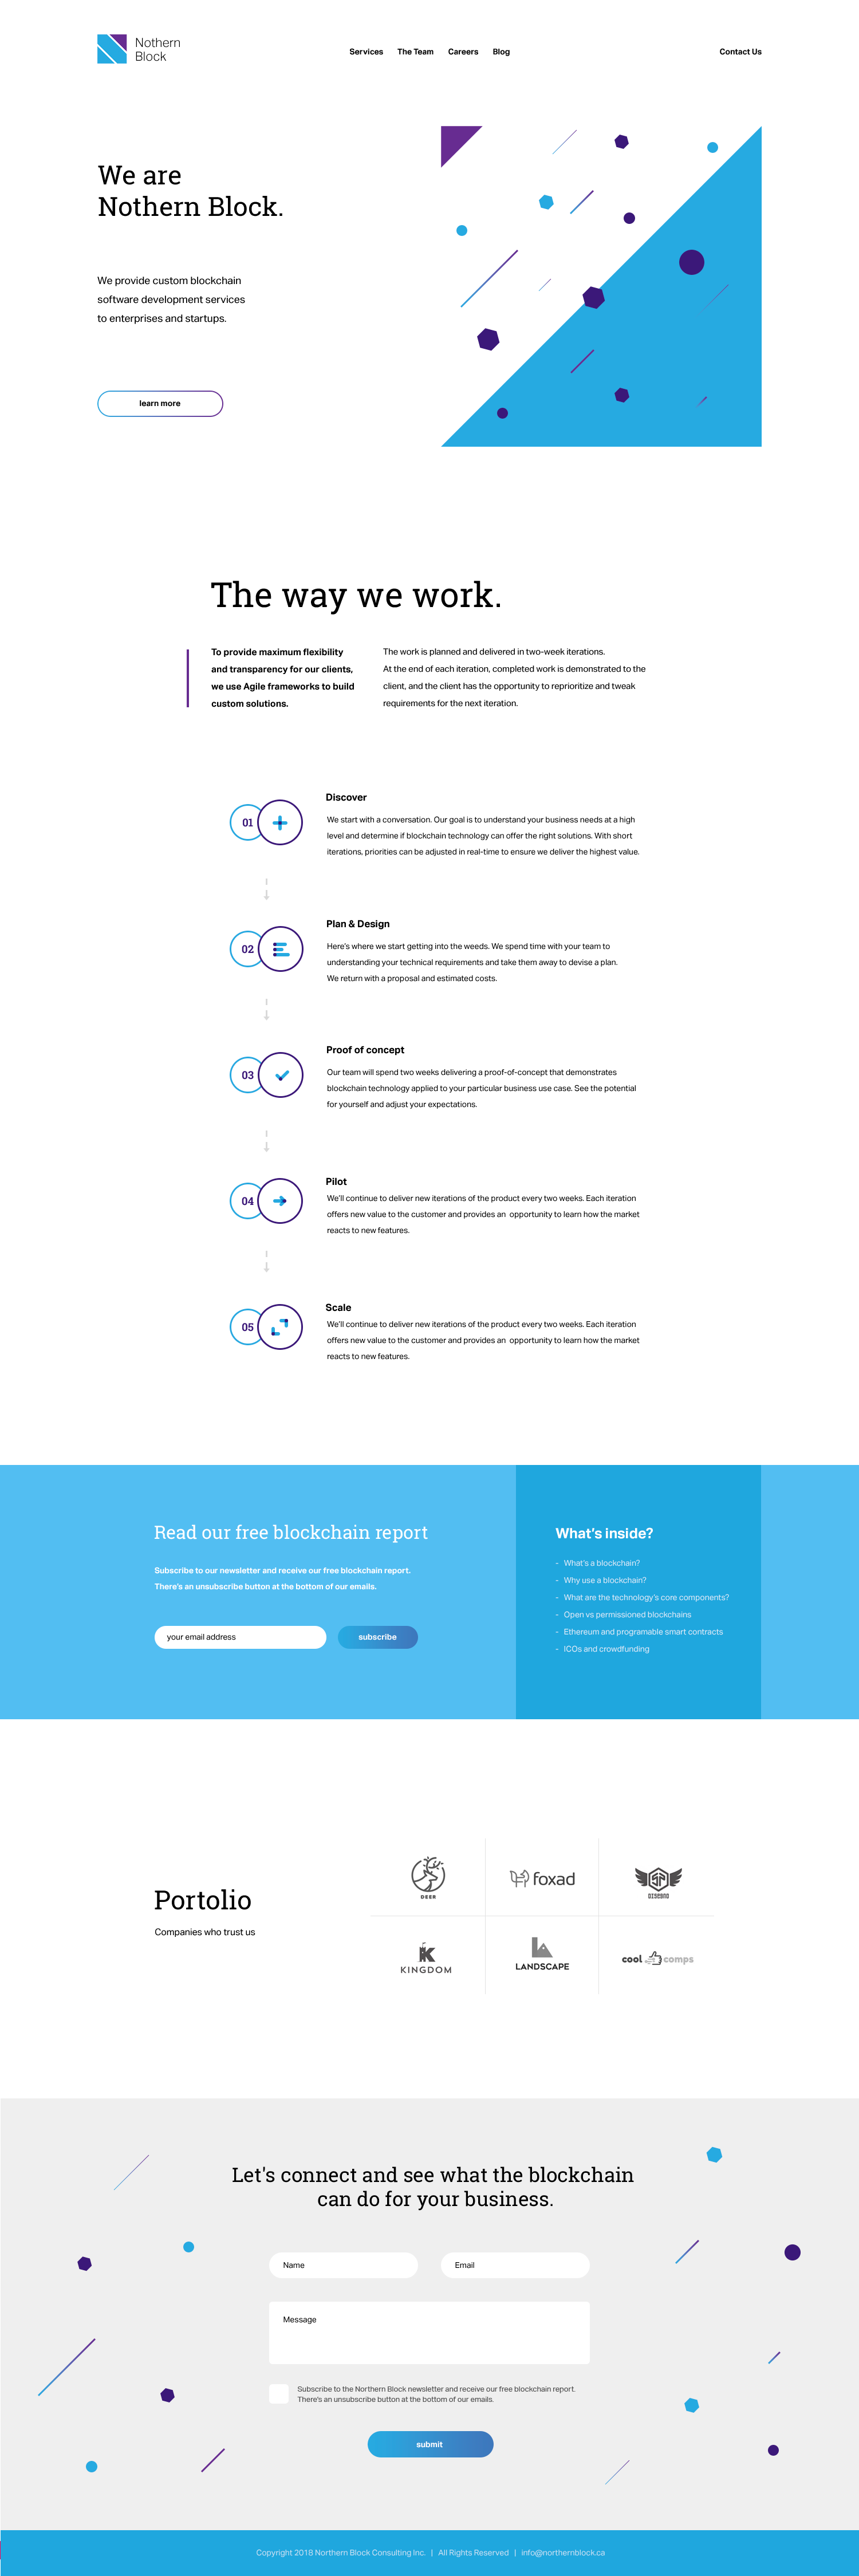 Nothern
Block
Services The Team Careers Blog
Contact Us
We are
Nothern Block.
We provide custom blockchain
software development services
to enterprises and startups.
learn more
The way we work.
To provide maximum flexibility
and transparency for our clients,
we use Agile frameworks to build
custom solutions.
The work is planned and delivered in two-week iterations.
At the end of each iteration, completed work is demonstrated to the
client, and the client has the opportunity to reprioritize and tweak
requirements for the next iteration.
01
Discover
We start with a conversation. Our goal is to understand your business needs at a high
level and determine if blockchain technology can offer the right solutions. With short
iterations, priorities can be adjusted in real-time to ensure we deliver the highest value.
02
Plan & Design
Here's where we start getting into the weeds. We spend time with your team to
understanding your technical requirements and take them away to devise a plan.
We return with a proposal and estimated costs.
03
Proof of concept
Our team will spend two weeks delivering a proof-of-concept that demonstrates
blockchain technology applied to your particular business use case. See the potential
for yourself and adjust your expectations.
04
Pilot
We'll continue to deliver new iterations of the product every two weeks. Each iteration
offers new value to the customer and provides an opportunity to learn how the market
reacts to new features.
05
Scale
We'll continue to deliver new iterations of the product every two weeks. Each iteration
offers new value to the customer and provides an opportunity to learn how the market
reacts to new features.
Read our free blockchain report
Subscribe to our newsletter and receive our free blockchain report.
There's an unsubscribe button at the bottom of our emails.
your email address
subscribe
What's inside?
- What's a blockchain?
- Why use a blockchain?
- What are the technology's core components?
- Open vs permissioned blockchains
- Ethereum and programable smart contracts
- ICOs and crowdfunding
Portolio
Companies who trust us
DEER
foxad
SP
DISEGNO
K
KINGDOM
LANDSCAPE
cool comps
Let's connect and see what the blockchain
can do for your business.
Name
Email
Message
Subscribe to the Northern Block newsletter and receive our free blockchain report.
There's an unsubscribe button at the bottom of our emails.
submit
Copyright 2018 Northern Block Consulting Inc. | All Rights Reserved | info@northernblock.ca